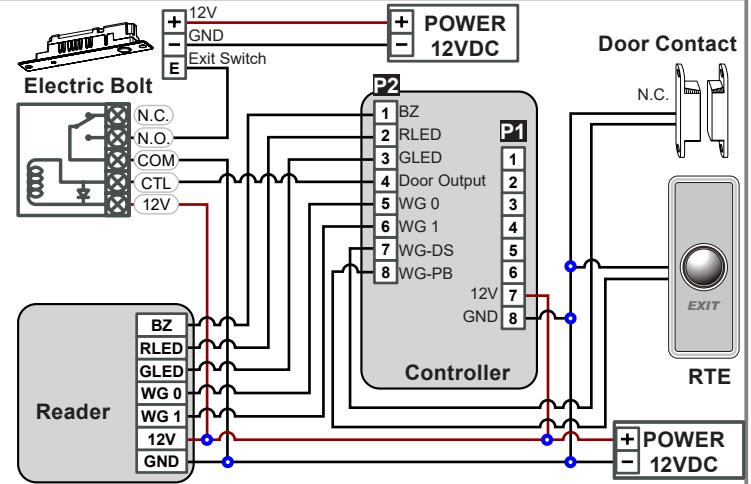 + 12V
− GND
E Exit Switch
+ POWER
− 12VDC
Electric Bolt
N.C.
N.O.
COM
CTL
12V
P2
1 BZ
2 RLED
3 GLED
4 Door Output
5 WG 0
6 WG 1
7 WG-DS
8 WG-PB
P1
1
2
3
4
5
6
12V 7
GND 8
Controller
Door Contact
N.C.
EXIT
RTE
Reader
BZ
RLED
GLED
WG 0
WG 1
12V
GND
+ POWER
− 12VDC